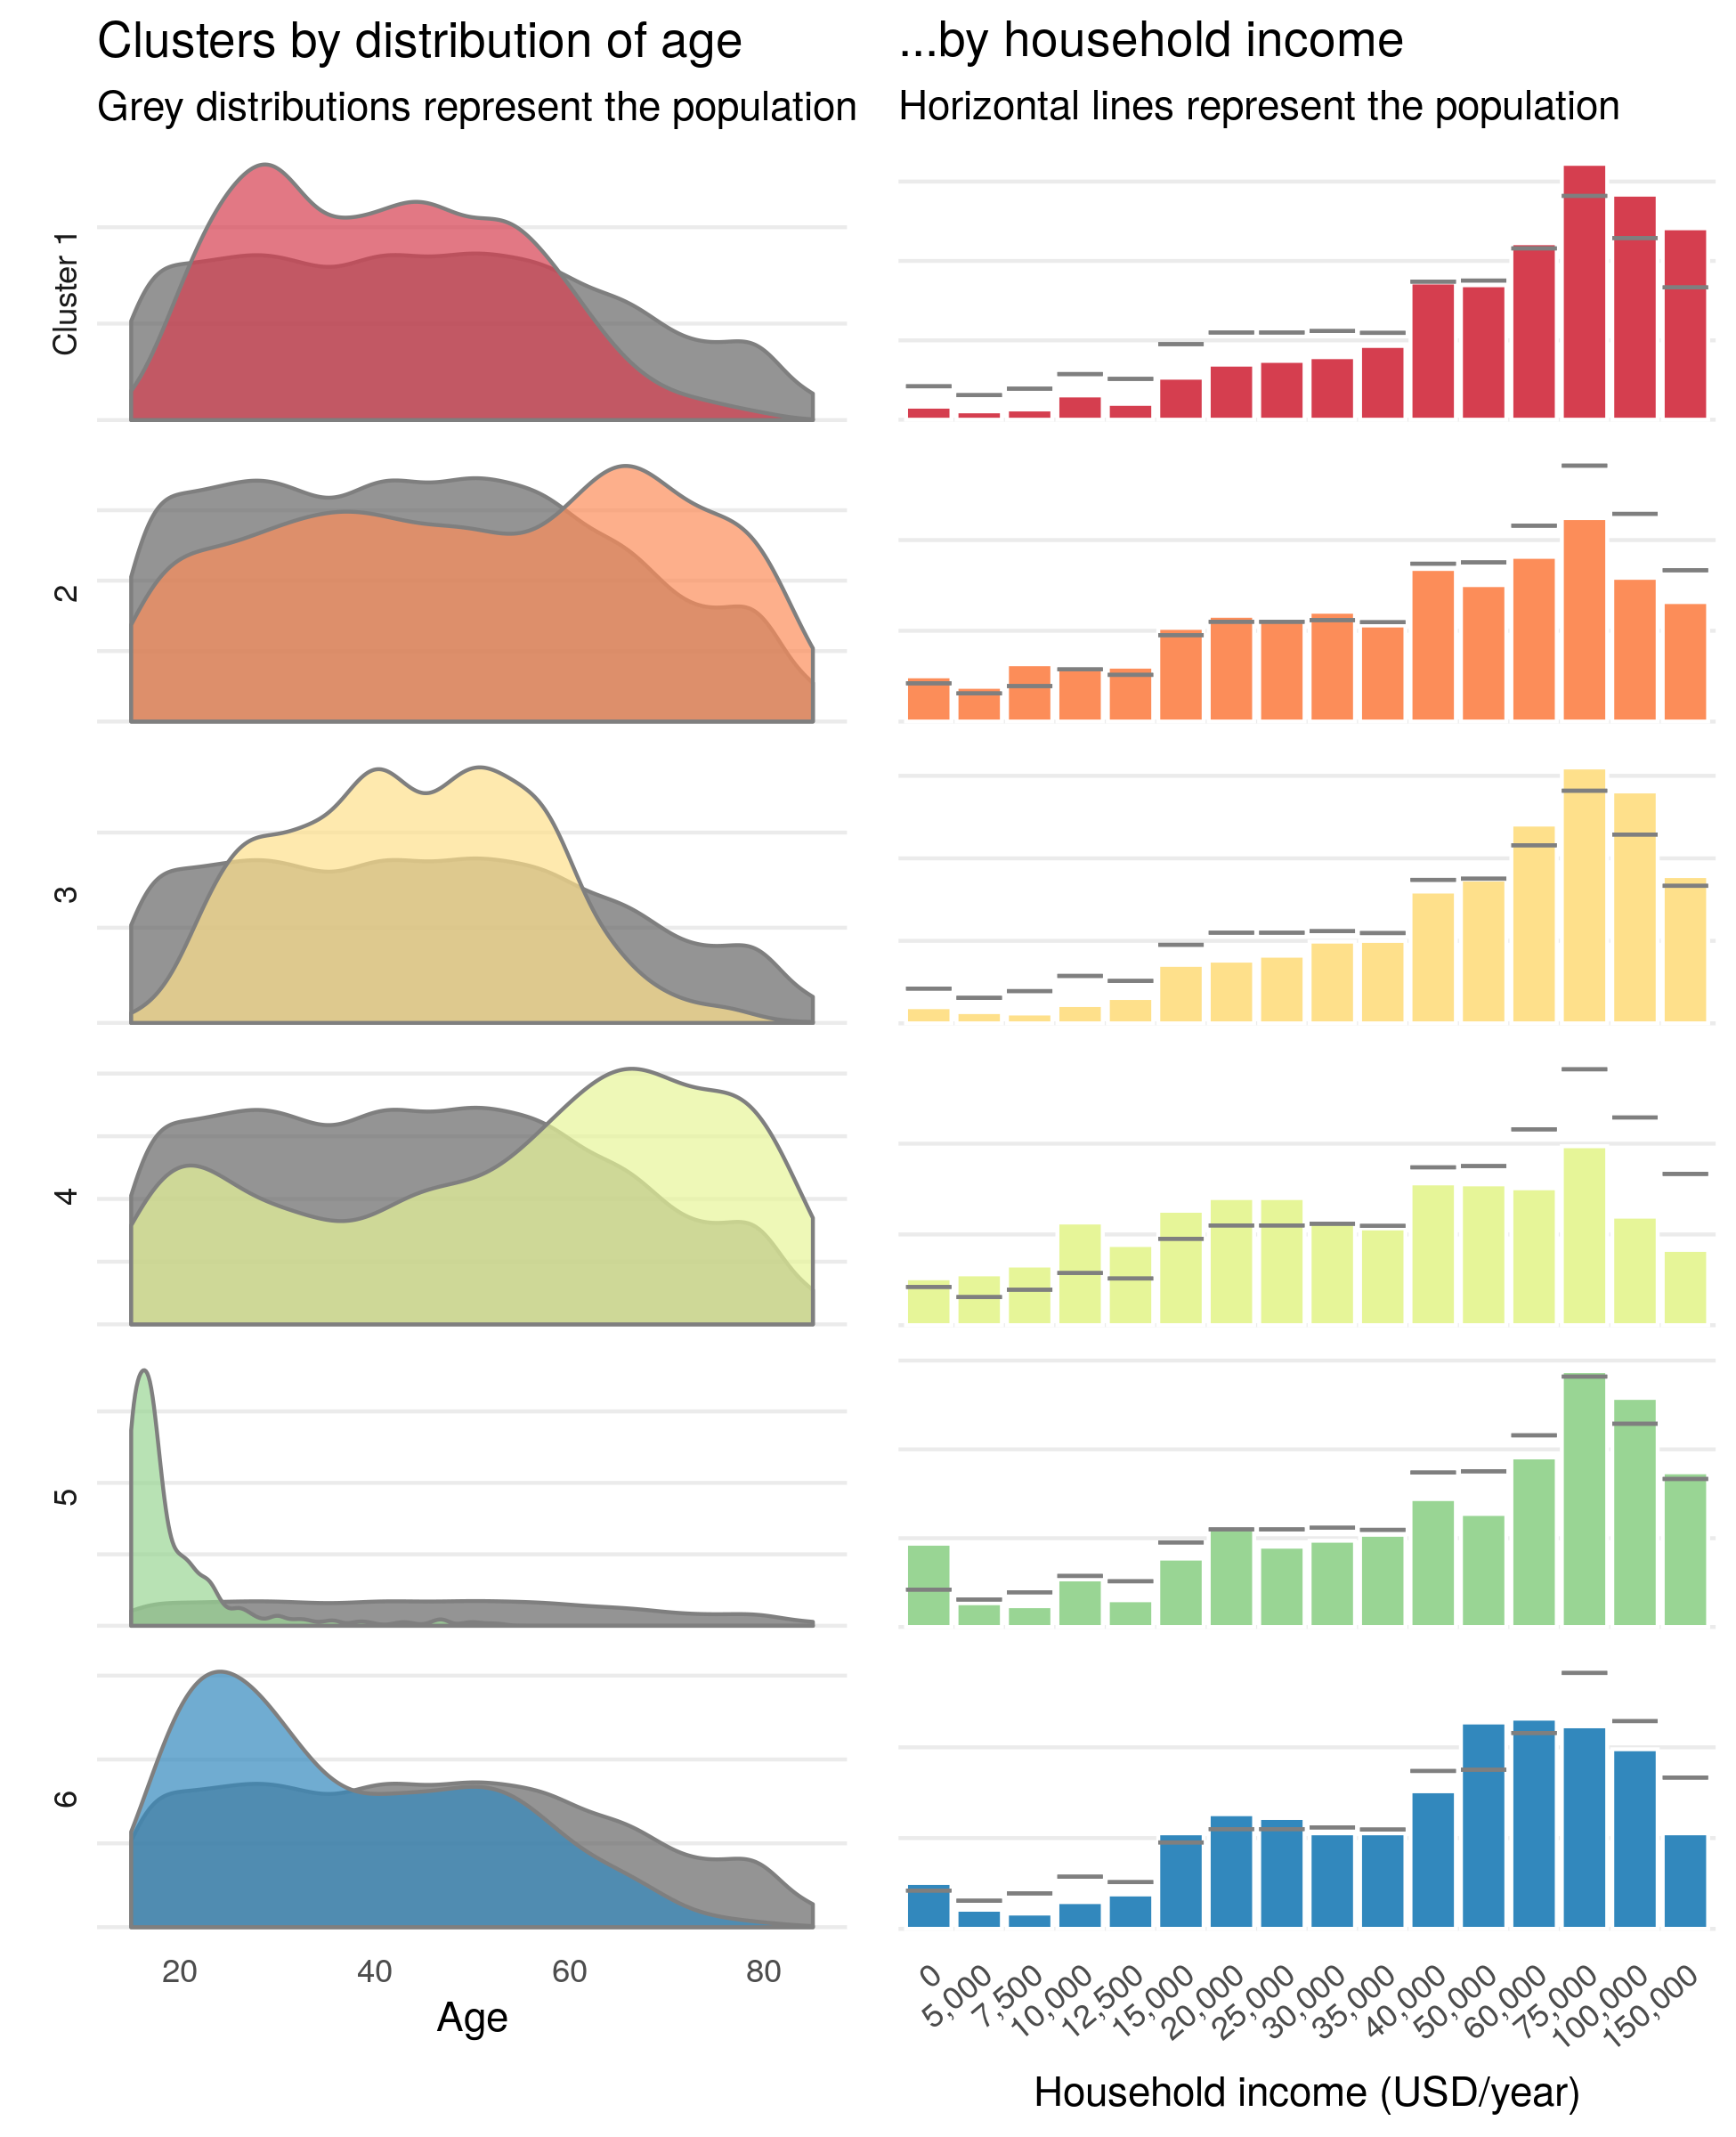 Clusters by distribution of age
Grey distributions represent the population
...by household income
Horizontal lines represent the population
Cluster 1
2
3
4
5
6
20 40 60 80
Age
0 5,000 7,500 10,000 12,500 15,000 20,000 25,000 30,000 35,000 40,000 50,000 60,000 75,000 100,000 150,000
Household income (USD/year)